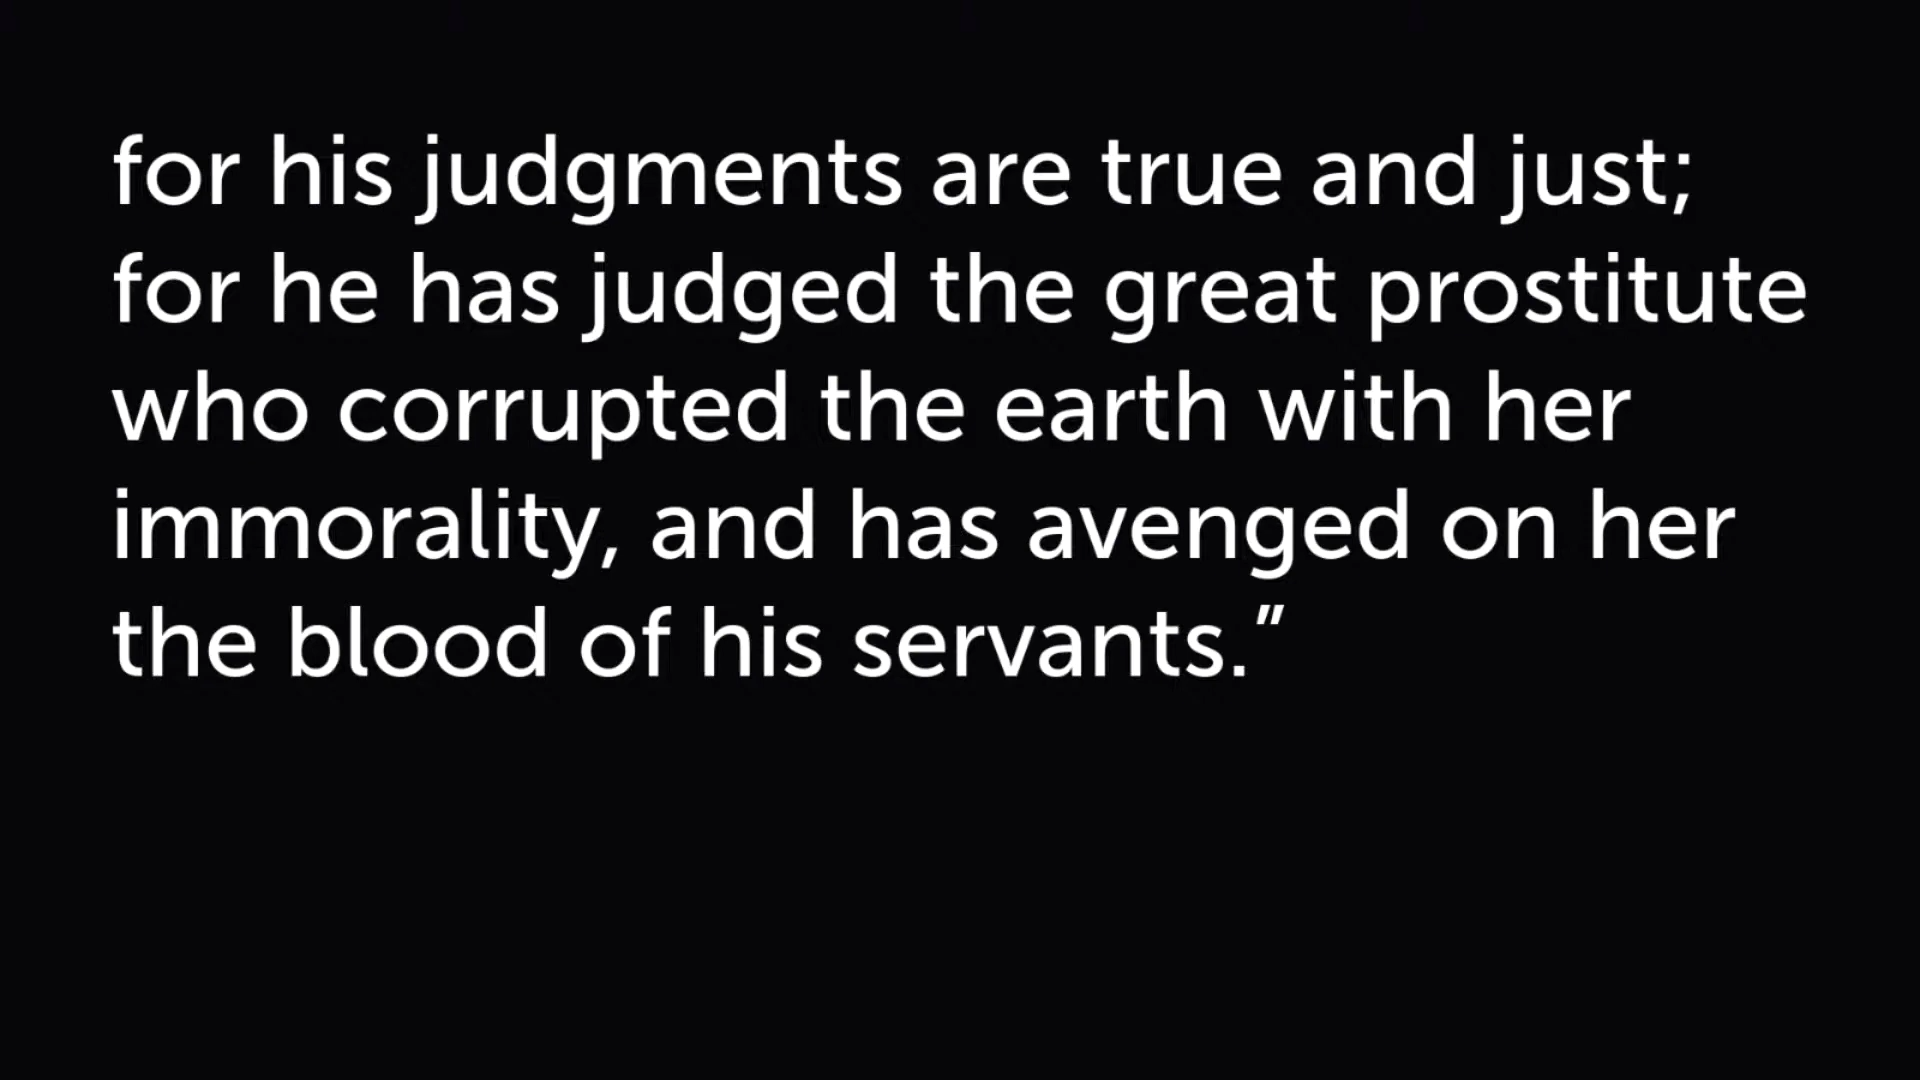 for his judgments are true and just;
for he has judged the great prostitute
who corrupted the earth with her
immorality, and has avenged on her
the blood of his servants.”